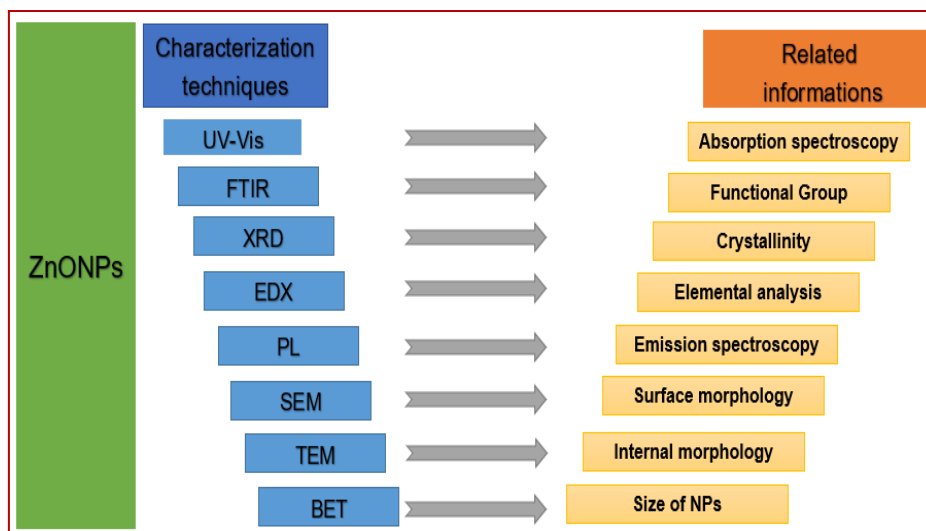 ZnONPs
Characterization
techniques
Related
informations
UV-Vis
Absorption spectroscopy
FTIR
Functional Group
XRD
Crystallinity
EDX
Elemental analysis
PL
Emission spectroscopy
SEM
Surface morphology
TEM
Internal morphology
BET
Size of NPs